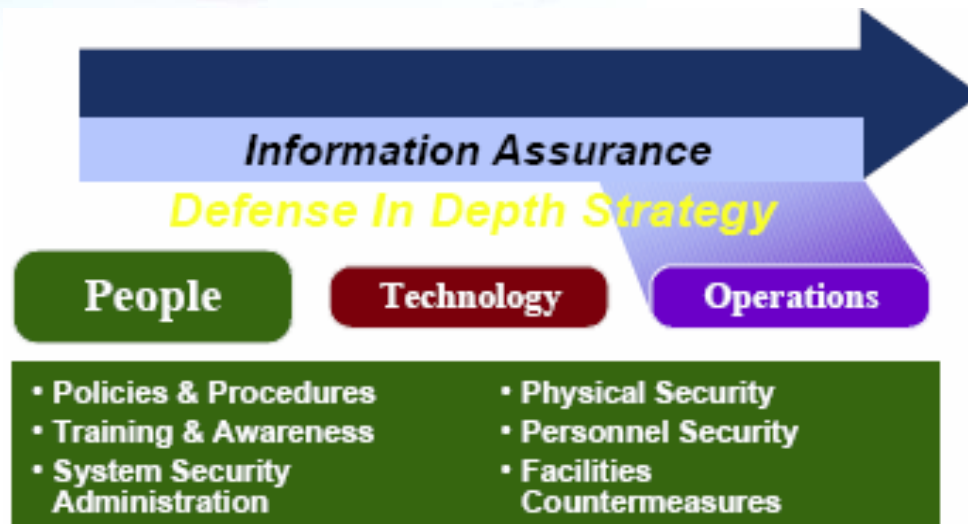 Information Assurance
Defense In Depth Strategy
People
Technology
Operations
• Policies & Procedures
• Training & Awareness
• System Security
Administration
• Physical Security
• Personnel Security
• Facilities
Countermeasures